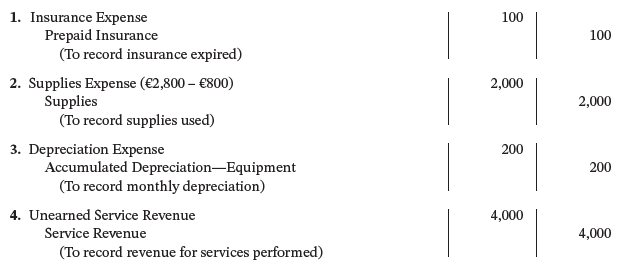 1. Insurance Expense 100
Prepaid Insurance 100
(To record insurance expired)
2. Supplies Expense (€2,800 – €800) 2,000
Supplies 2,000
(To record supplies used)
3. Depreciation Expense 200
Accumulated Depreciation—Equipment 200
(To record monthly depreciation)
4. Unearned Service Revenue 4,000
Service Revenue 4,000
(To record revenue for services performed)